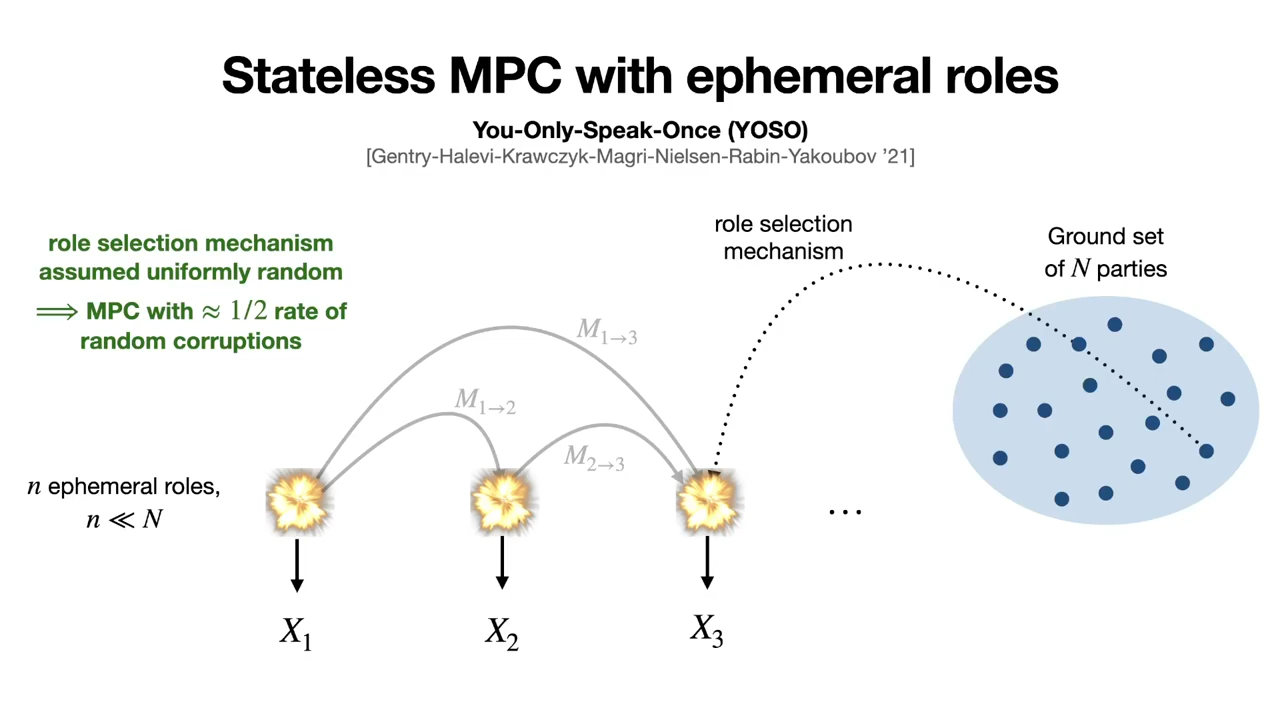 Stateless MPC with ephemeral roles
You-Only-Speak-Once (YOSO)
[Gentry-Halevi-Krawczyk-Magri-Nielsen-Rabin-Yakoubov ’21]
role selection mechanism
assumed uniformly random
⟹ MPC with ≈ 1/2 rate of
random corruptions
role selection
mechanism
Ground set
of N parties
M₁→₃
M₁→₂
M₂→₃
n ephemeral roles,
n ≪ N
...
X₁
X₂
X₃